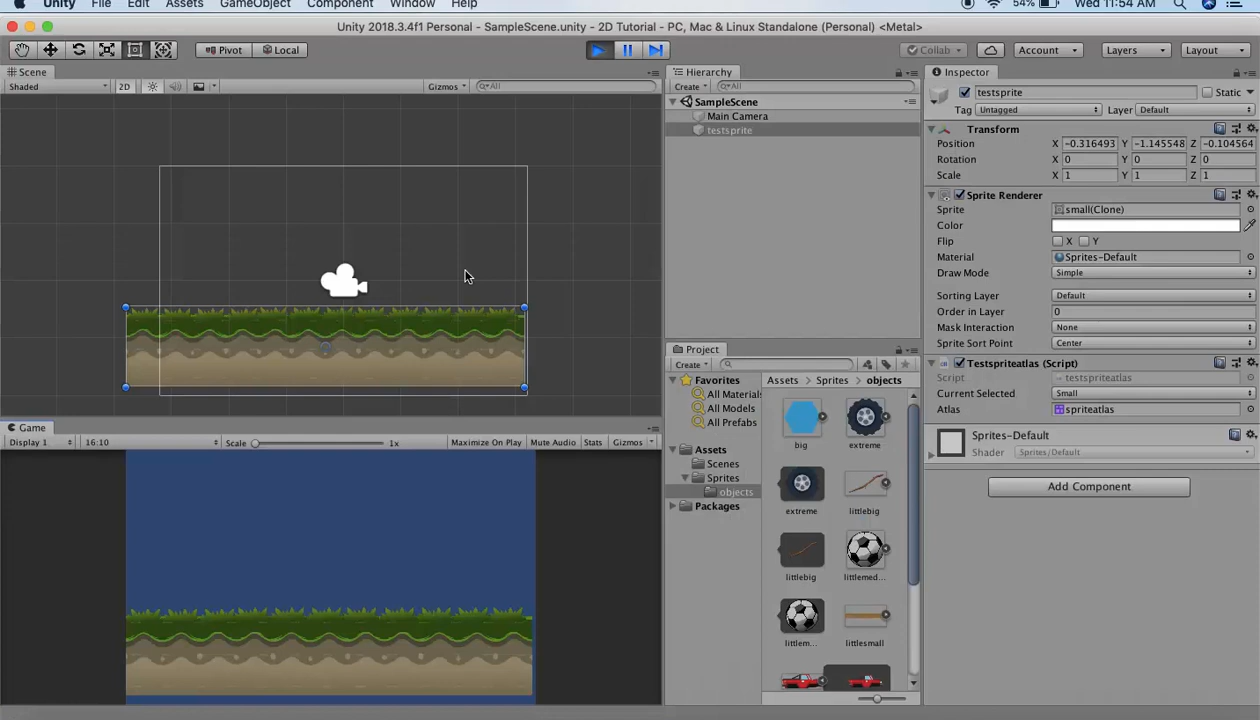 Unity File Edit Assets GameObject Component Window Help 54% Wed 11:54 AM
Unity 2018.3.4f1 Personal - SampleScene.unity - 2D Tutorial - PC, Mac & Linux Standalone (Personal) <Metal>
Pivot Local Collab Account Layers Layout
Scene
Shaded 2D Gizmos All
Hierarchy
Create All
SampleScene
Main Camera
testsprite
Inspector
testsprite Static
Tag Untagged Layer Default
Transform
Position X -0.316493 Y -1.145548 Z -0.104564
Rotation X 0 Y 0 Z 0
Scale X 1 Y 1 Z 1
Sprite Renderer
Sprite small(Clone)
Color
Flip X Y
Material Sprites-Default
Draw Mode Simple
Sorting Layer Default
Order in Layer 0
Mask Interaction None
Sprite Sort Point Center
Testspriteatlas (Script)
Script testspriteatlas
Current Selected Small
Atlas spriteatlas
Sprites-Default
Shader Sprites/Default
Add Component
Project
Create
Favorites
All Materials
All Models
All Prefabs
Assets
Scenes
Sprites
objects
Packages
Assets Sprites objects
big extreme
extreme littlebig
littlebig littlemed...
littlem... littlesmall
Game
Display 1 16:10 Scale 1x Maximize On Play Mute Audio Stats Gizmos